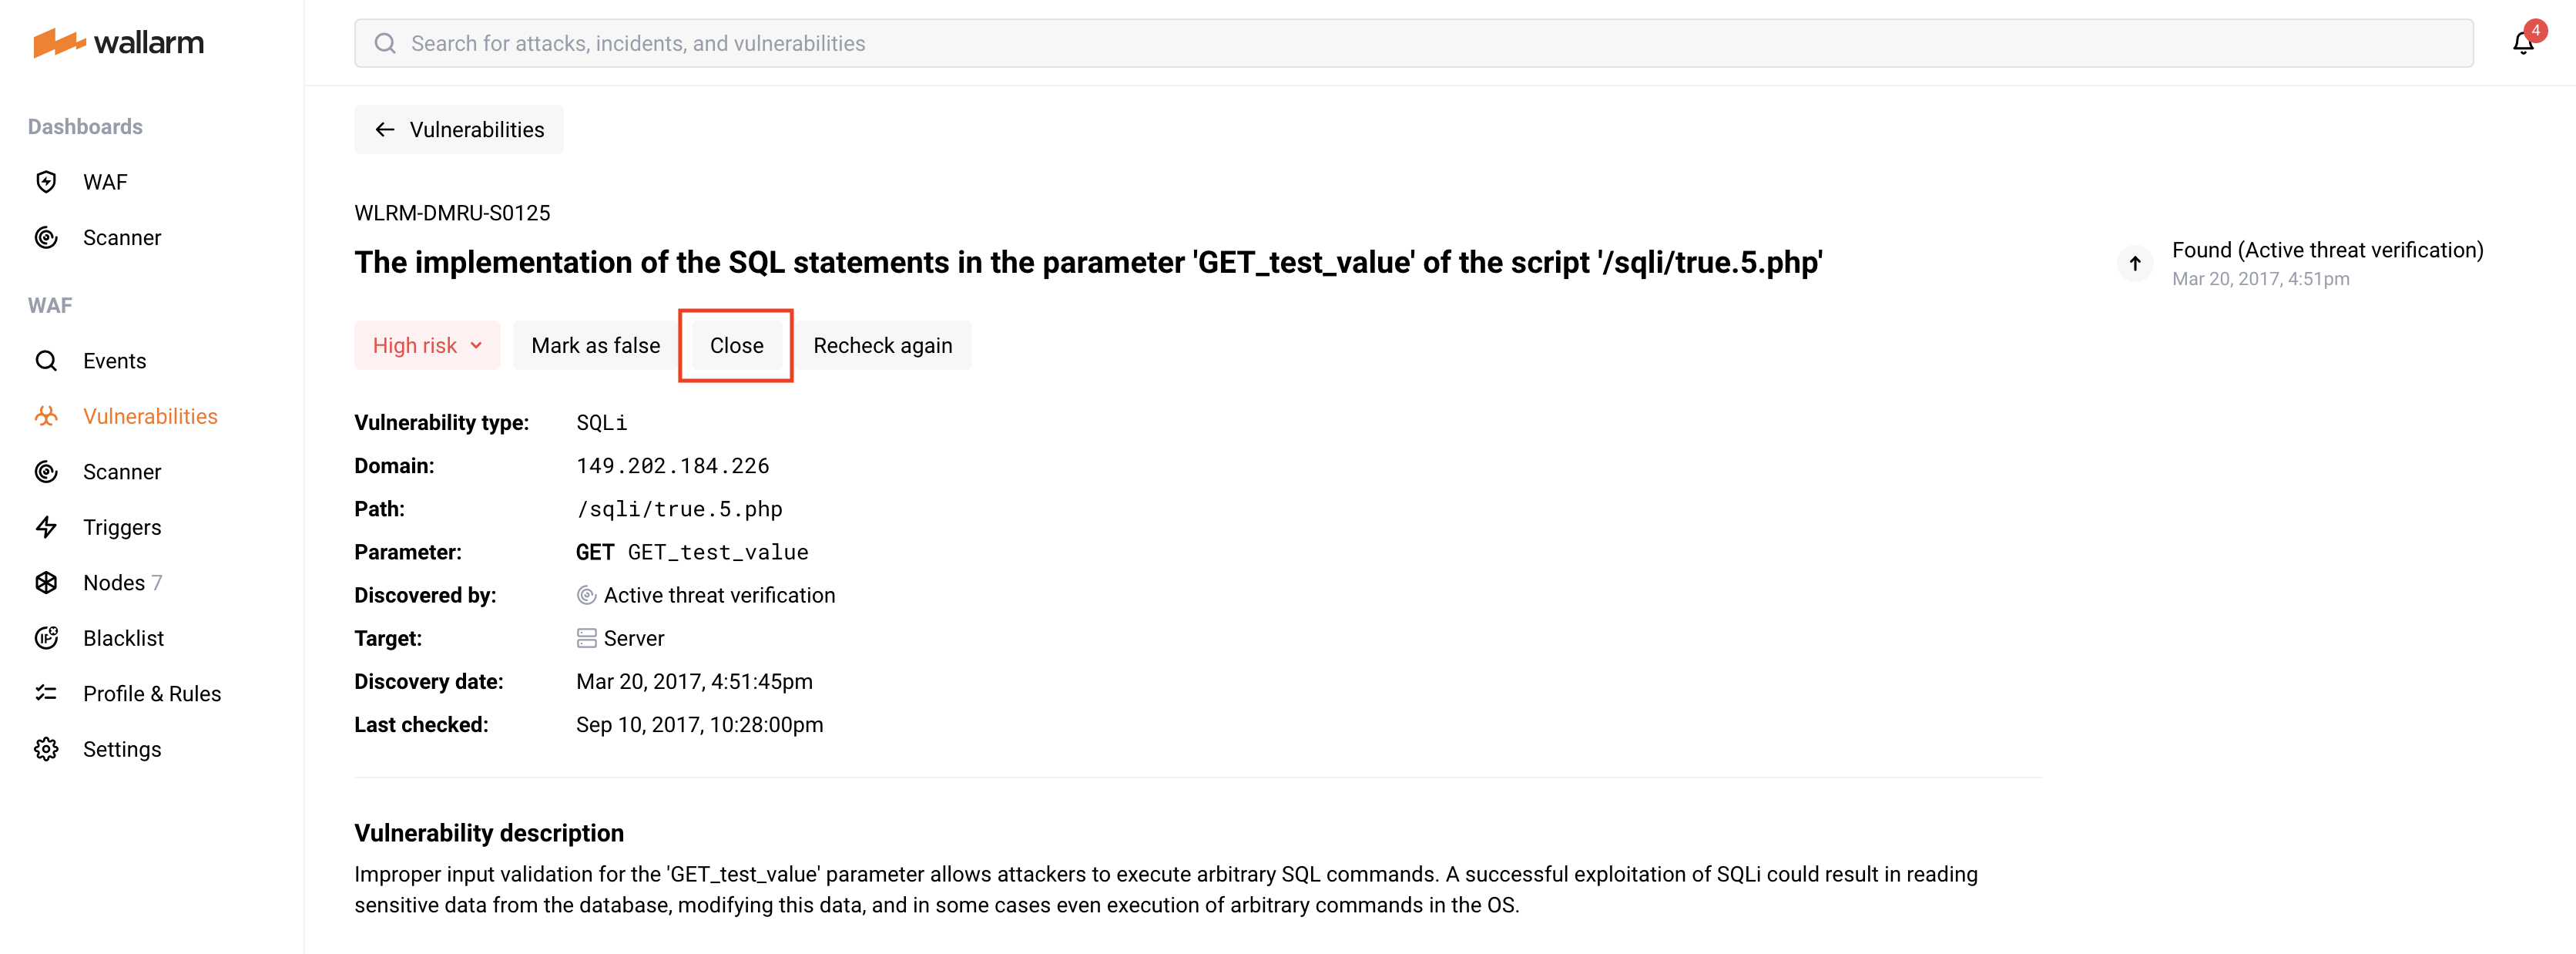 wallarm
Search for attacks, incidents, and vulnerabilities
4
Dashboards
WAF
Scanner
WAF
Events
Vulnerabilities
Scanner
Triggers
Nodes 7
Blacklist
Profile & Rules
Settings
← Vulnerabilities
WLRM-DMRU-S0125
The implementation of the SQL statements in the parameter 'GET_test_value' of the script '/sqli/true.5.php'
Found (Active threat verification)
Mar 20, 2017, 4:51pm
High risk Mark as false Close Recheck again
Vulnerability type: SQLi
Domain: 149.202.184.226
Path: /sqli/true.5.php
Parameter: GET GET_test_value
Discovered by: Active threat verification
Target: Server
Discovery date: Mar 20, 2017, 4:51:45pm
Last checked: Sep 10, 2017, 10:28:00pm
Vulnerability description
Improper input validation for the 'GET_test_value' parameter allows attackers to execute arbitrary SQL commands. A successful exploitation of SQLi could result in reading
sensitive data from the database, modifying this data, and in some cases even execution of arbitrary commands in the OS.